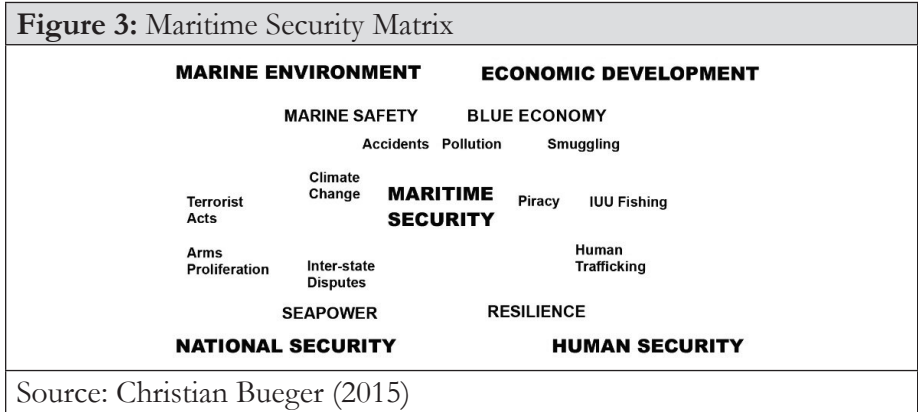 Figure 3: Maritime Security Matrix
MARINE ENVIRONMENT ECONOMIC DEVELOPMENT
MARINE SAFETY BLUE ECONOMY
Accidents Pollution Smuggling
Climate
Change
MARITIME
SECURITY
Terrorist
Acts
Piracy IUU Fishing
Arms
Proliferation
Inter-state
Disputes
Human
Trafficking
SEAPOWER RESILIENCE
NATIONAL SECURITY HUMAN SECURITY
Source: Christian Bueger (2015)